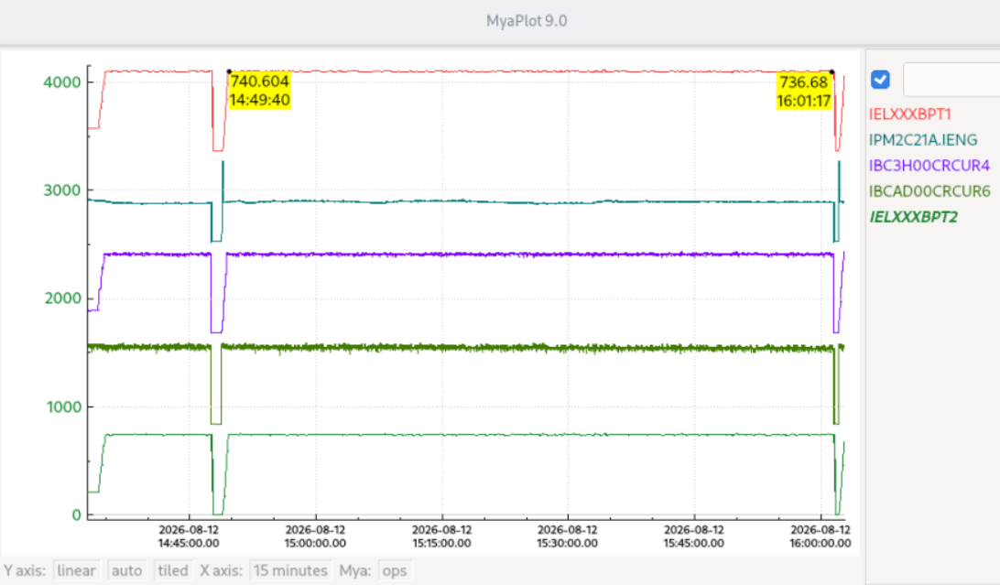 MyaPlot 9.0
4000
3000
2000
1000
0
740.604
14:49:40
736.68
16:01:17
IELXXXBPT1
IPM2C21A.IENG
IBC3H00CRCUR4
IBCAD00CRCUR6
IELXXXBPT2
2026-08-12 2026-08-12 2026-08-12 2026-08-12 2026-08-12 2026-08-12
14:45:00.00 15:00:00.00 15:15:00.00 15:30:00.00 15:45:00.00 16:00:00.00
Y axis: linear auto tiled X axis: 15 minutes Mya: ops